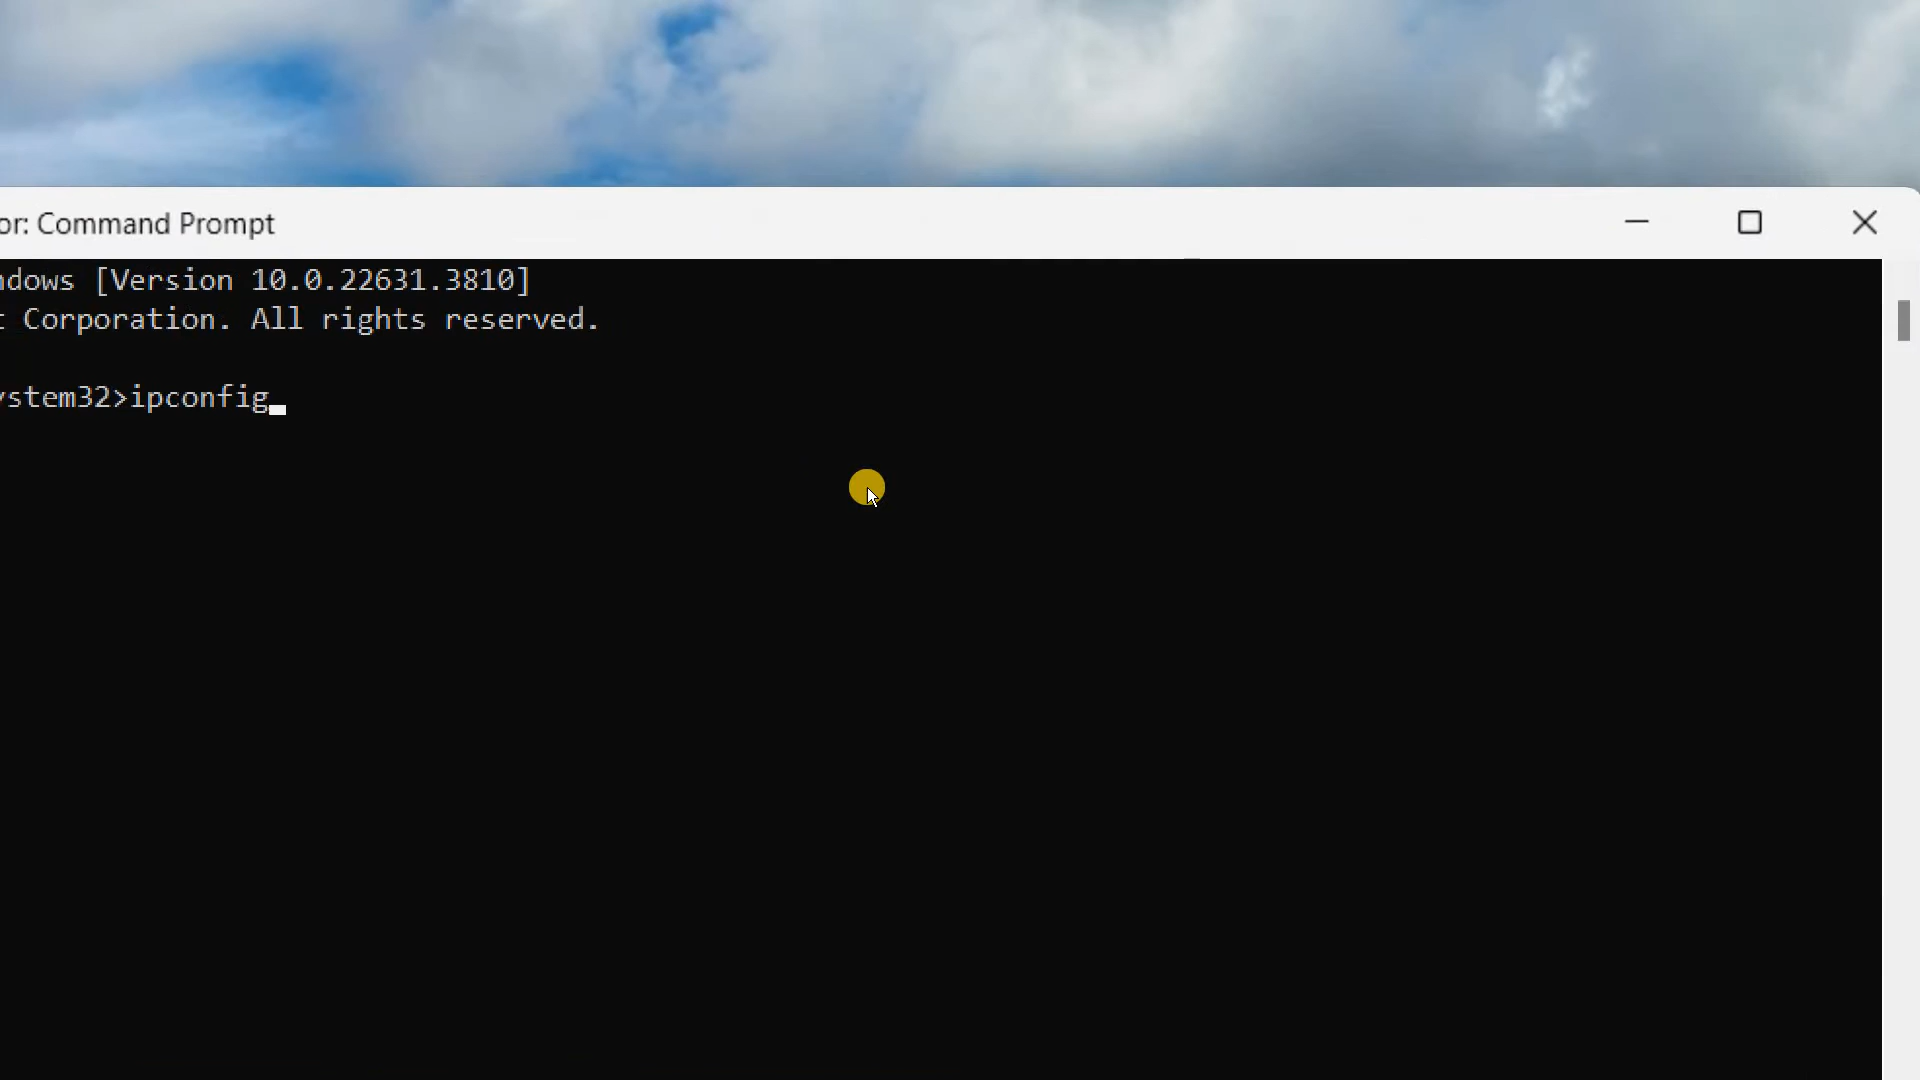 or: Command Prompt
ndows [Version 10.0.22631.3810]
t Corporation. All rights reserved.
ystem32>ipconfig